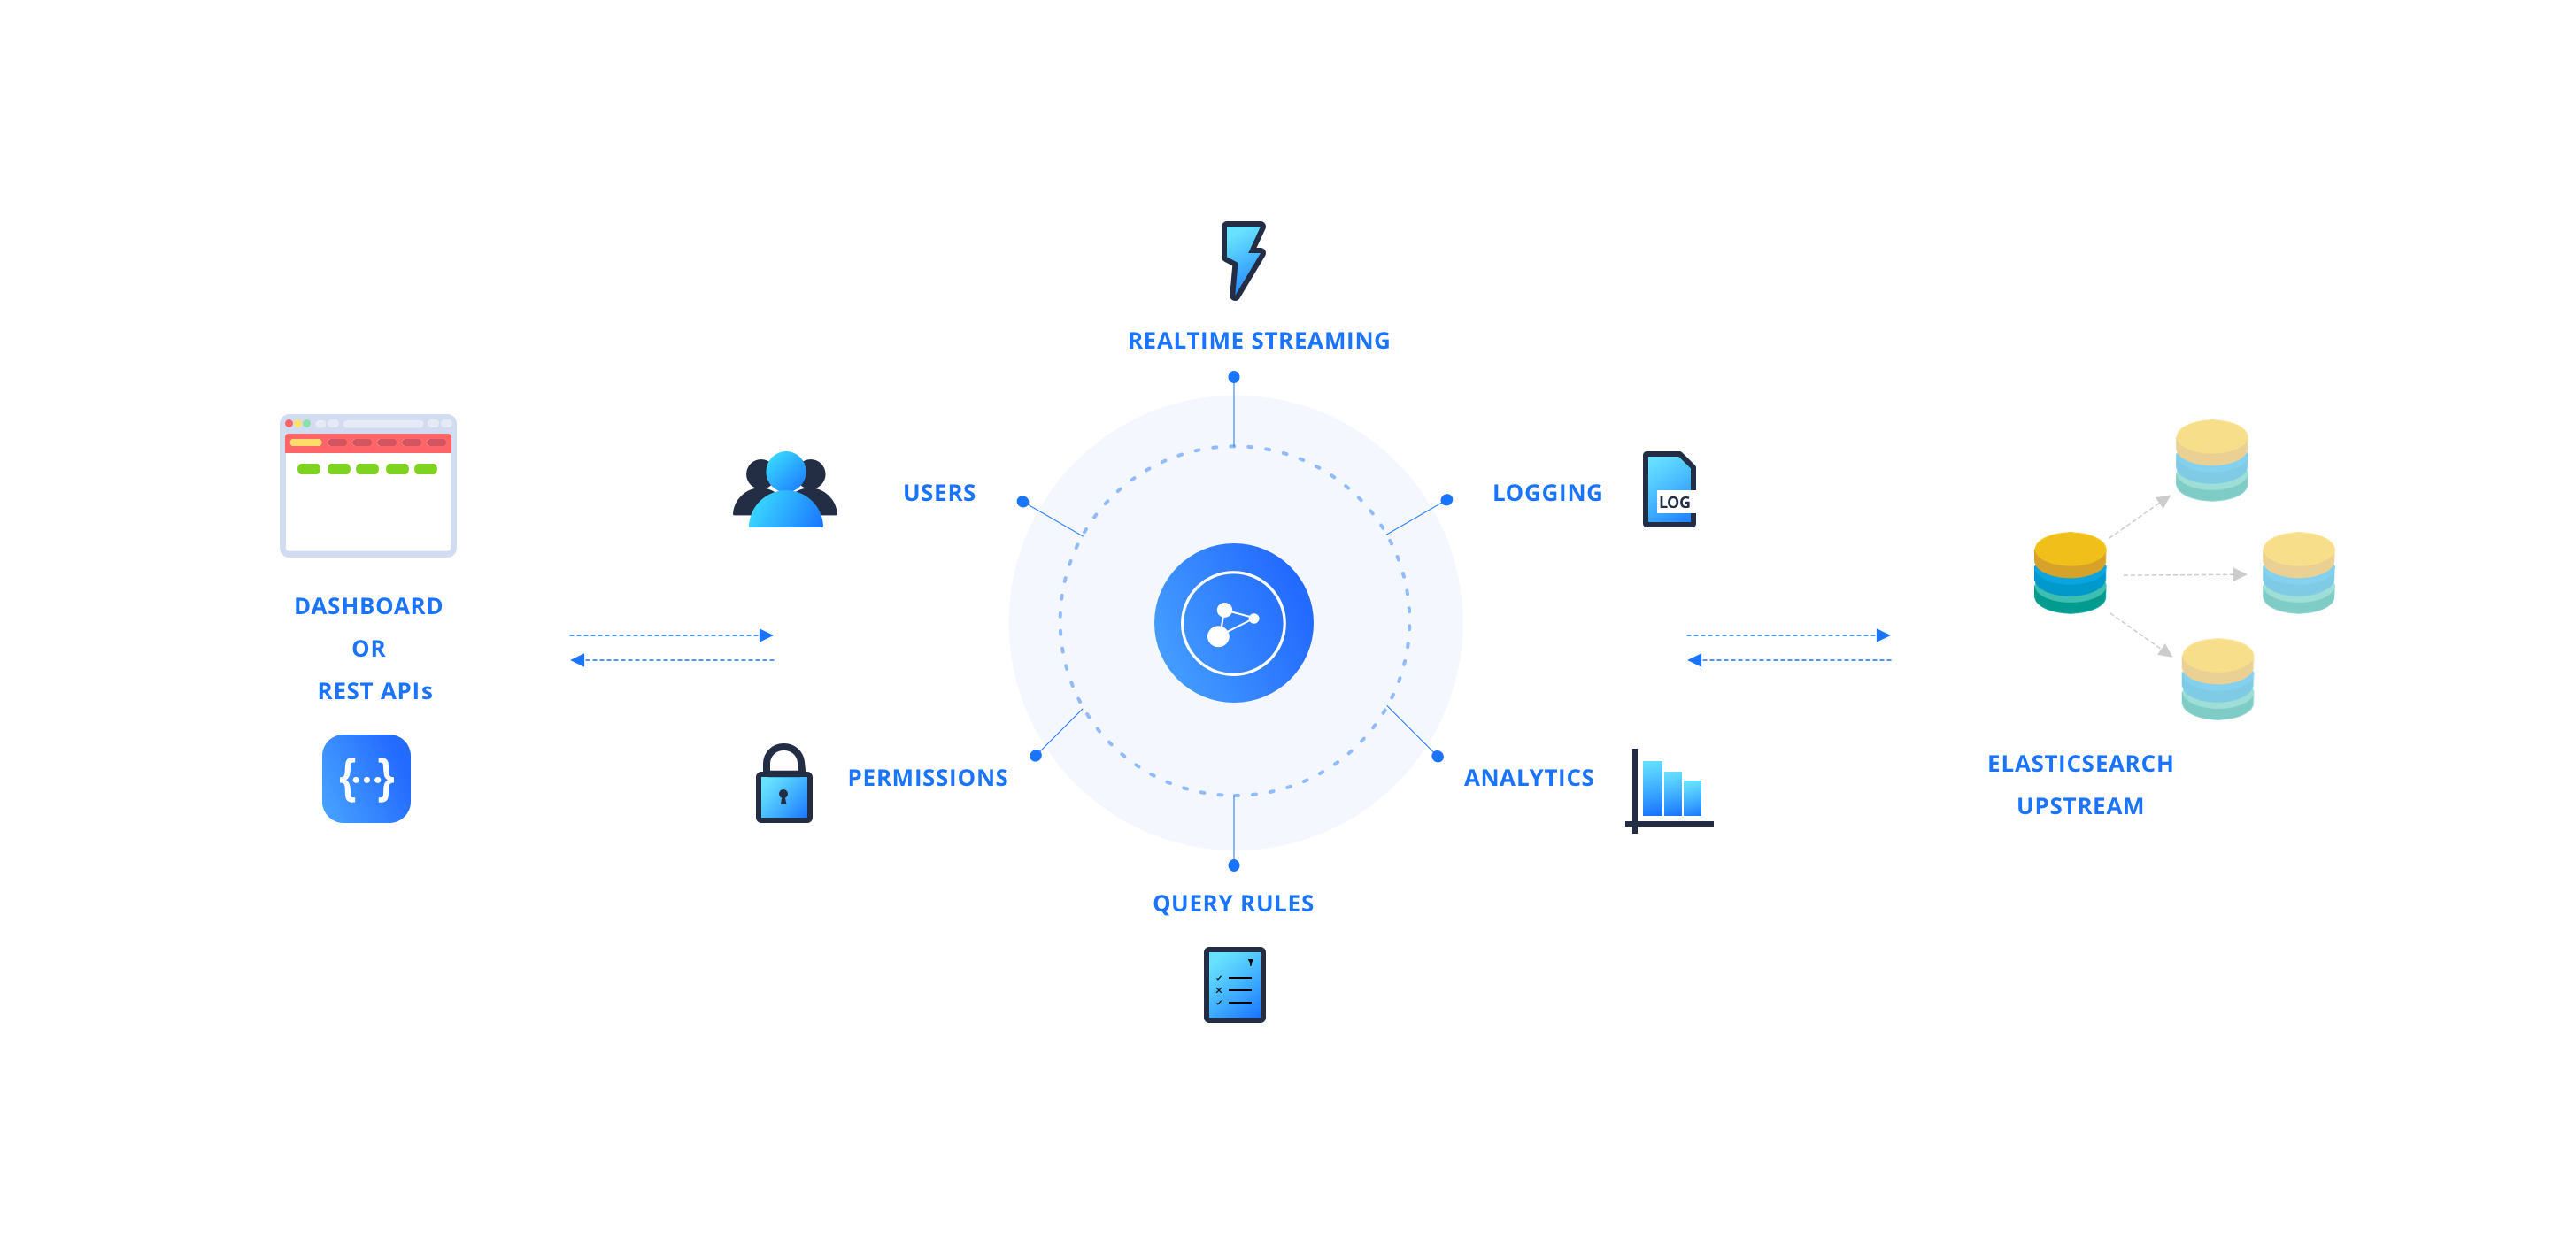 REALTIME STREAMING
USERS
LOGGING
LOG
DASHBOARD
OR
REST APIs
{...}
PERMISSIONS
ANALYTICS
ELASTICSEARCH
UPSTREAM
QUERY RULES